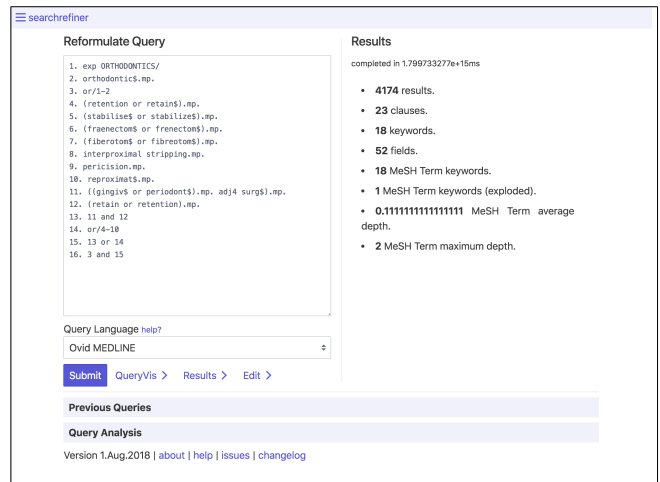 searchrefiner
Reformulate Query
1. exp ORTHODONTICS/
2. orthodontic$.mp.
3. or/1-2
4. (retention or retain$).mp.
5. (stabilise$ or stabilize$).mp.
6. (fraenectom$ or frenectom$).mp.
7. (fiberotom$ or fibreotom$).mp.
8. interproximal stripping.mp.
9. pericision.mp.
10. reproximat$.mp.
11. ((gingiv$ or periodont$).mp. adj4 surg$).mp.
12. (retain or retention).mp.
13. 11 and 12
14. or/4-10
15. 13 or 14
16. 3 and 15
Query Language help?
Ovid MEDLINE
Submit QueryVis > Results > Edit >
Results
completed in 1.799733277e+15ms
• 4174 results.
• 23 clauses.
• 18 keywords.
• 52 fields.
• 18 MeSH Term keywords.
• 1 MeSH Term keywords (exploded).
• 0.1111111111111111 MeSH Term average
depth.
• 2 MeSH Term maximum depth.
Previous Queries
Query Analysis
Version 1.Aug.2018 | about | help | issues | changelog